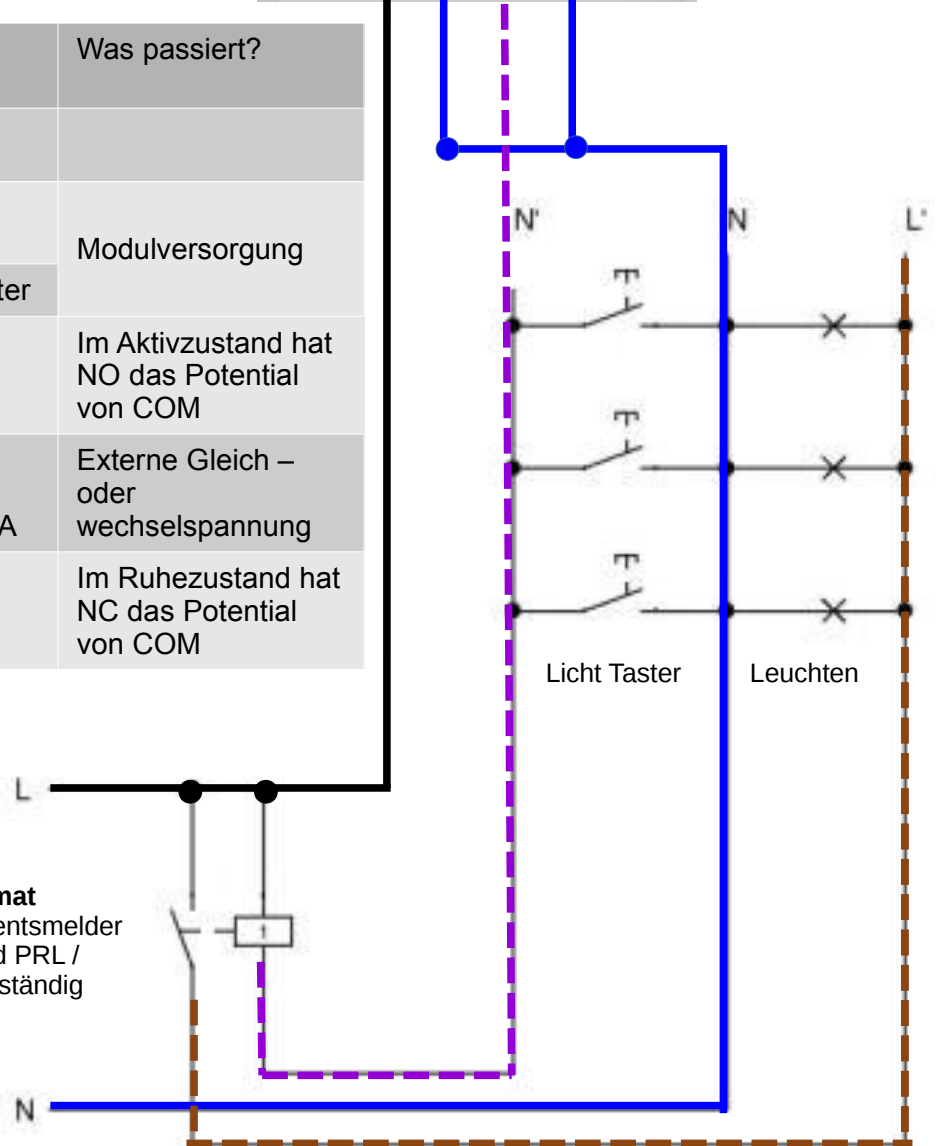 Was passiert?
Modulversorgung
ter
Im Aktivzustand hat
NO das Potential
von COM
Externe Gleich –
oder
wechselspannung
A
Im Ruhezustand hat
NC das Potential
von COM
N'
N
L'
Licht Taster
Leuchten
L
mat
entsmelder
d PRL /
ständig
N